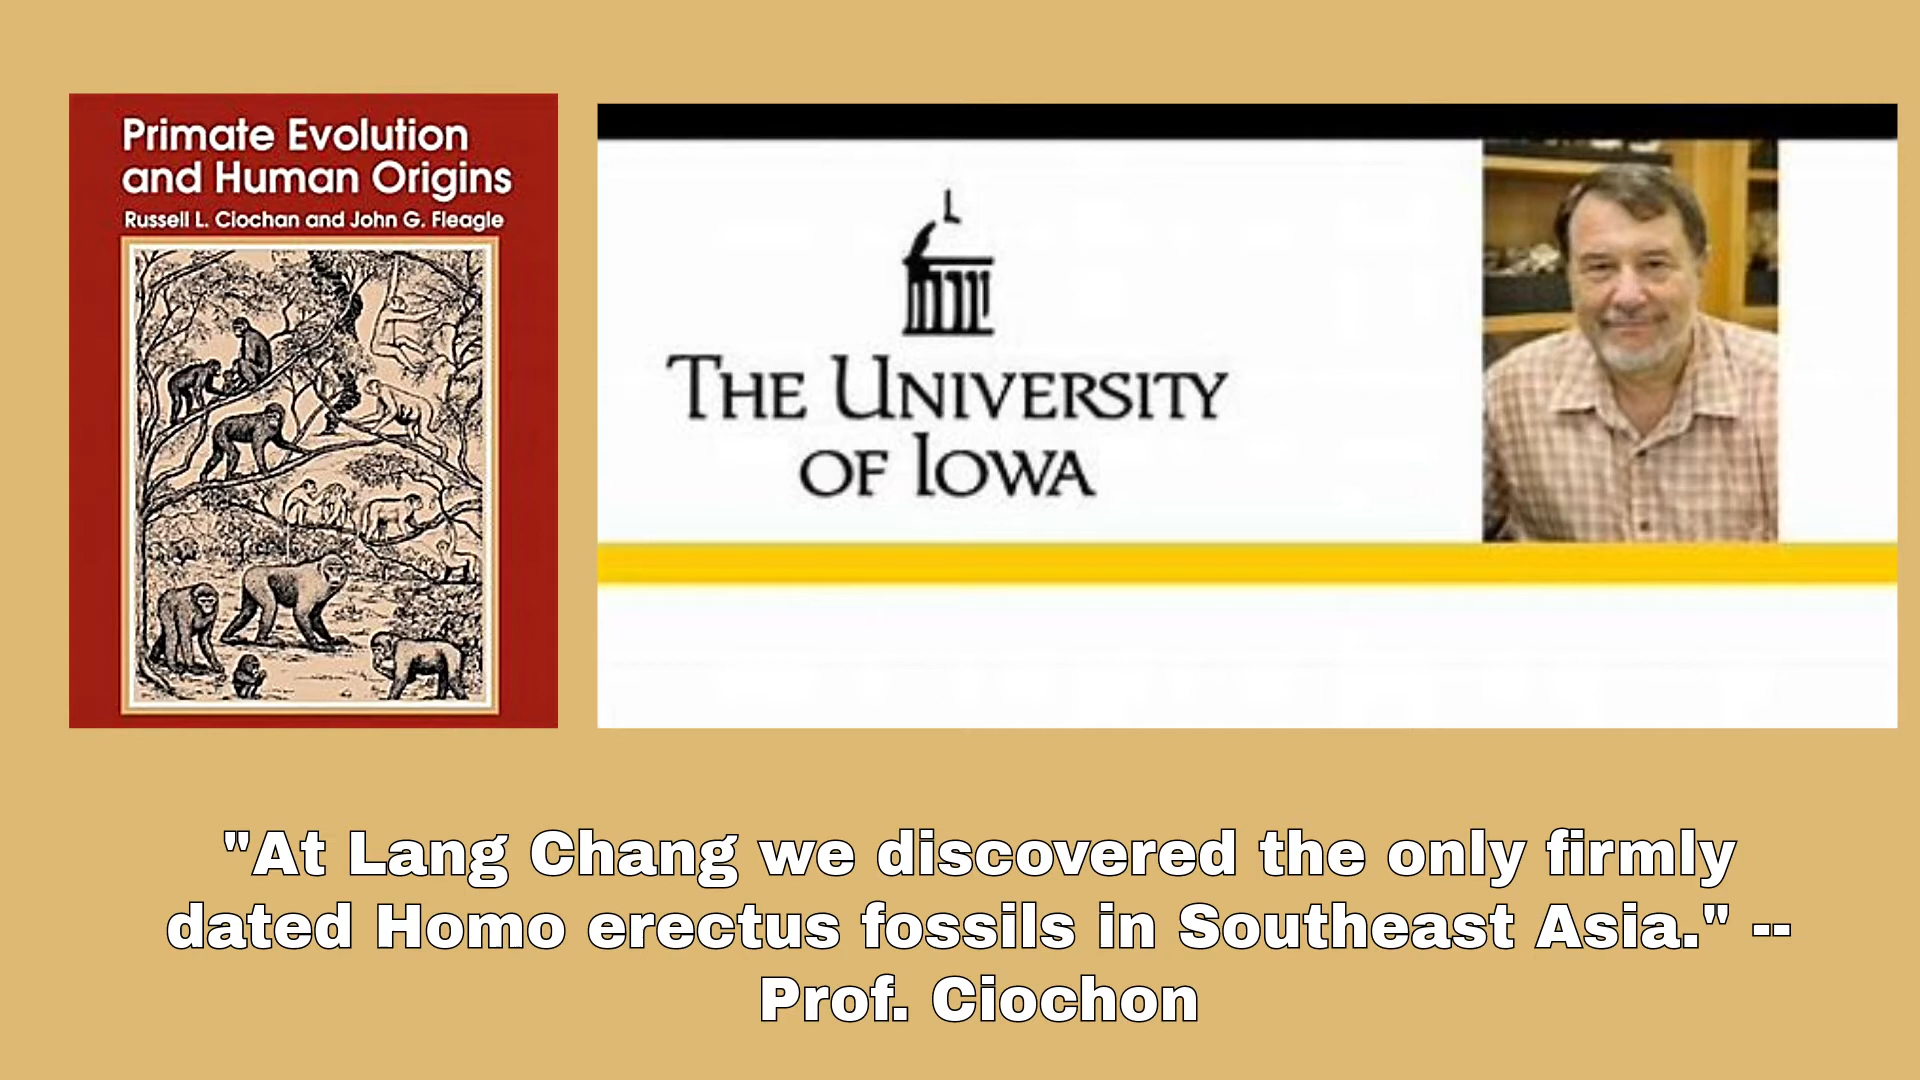 Primate Evolution
and Human Origins
Russell L. Ciochan and John G. Fleagle
THE UNIVERSITY
OF IOWA
"At Lang Chang we discovered the only firmly
dated Homo erectus fossils in Southeast Asia." --
Prof. Ciochon